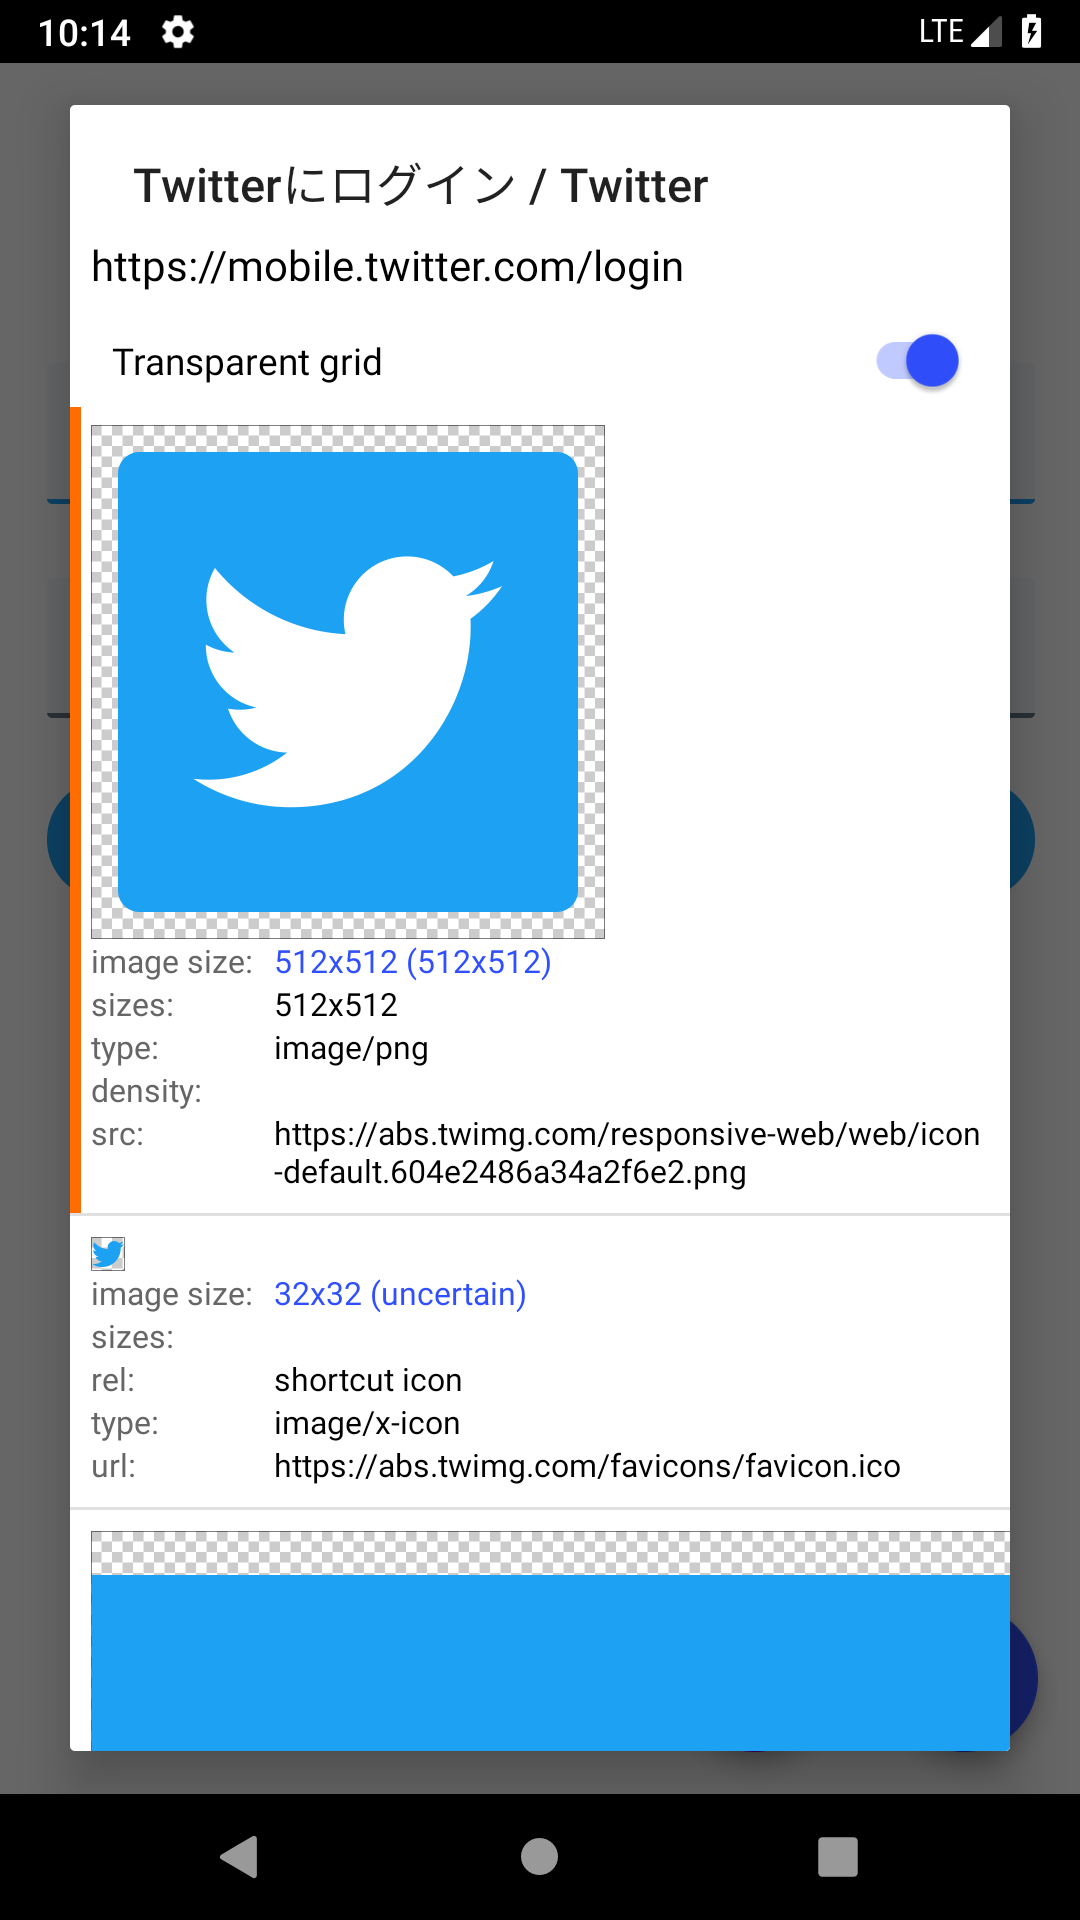 10:14
LTE
Twitterにログイン / Twitter
https://mobile.twitter.com/login
Transparent grid
image size: 512x512 (512x512)
sizes: 512x512
type: image/png
density:
src: https://abs.twimg.com/responsive-web/web/icon
-default.604e2486a34a2f6e2.png
image size: 32x32 (uncertain)
sizes:
rel: shortcut icon
type: image/x-icon
url: https://abs.twimg.com/favicons/favicon.ico